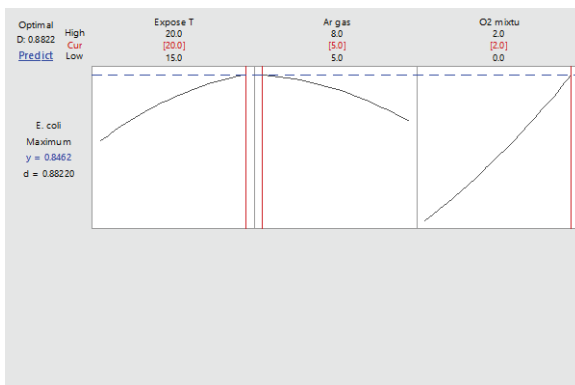 Optimal
D: 0.8822
Predict
High
Cur
Low
Expose T
20.0
[20.0]
15.0
Ar gas
8.0
[5.0]
5.0
O2 mixtu
2.0
[2.0]
0.0
E. coli
Maximum
y = 0.8462
d = 0.88220